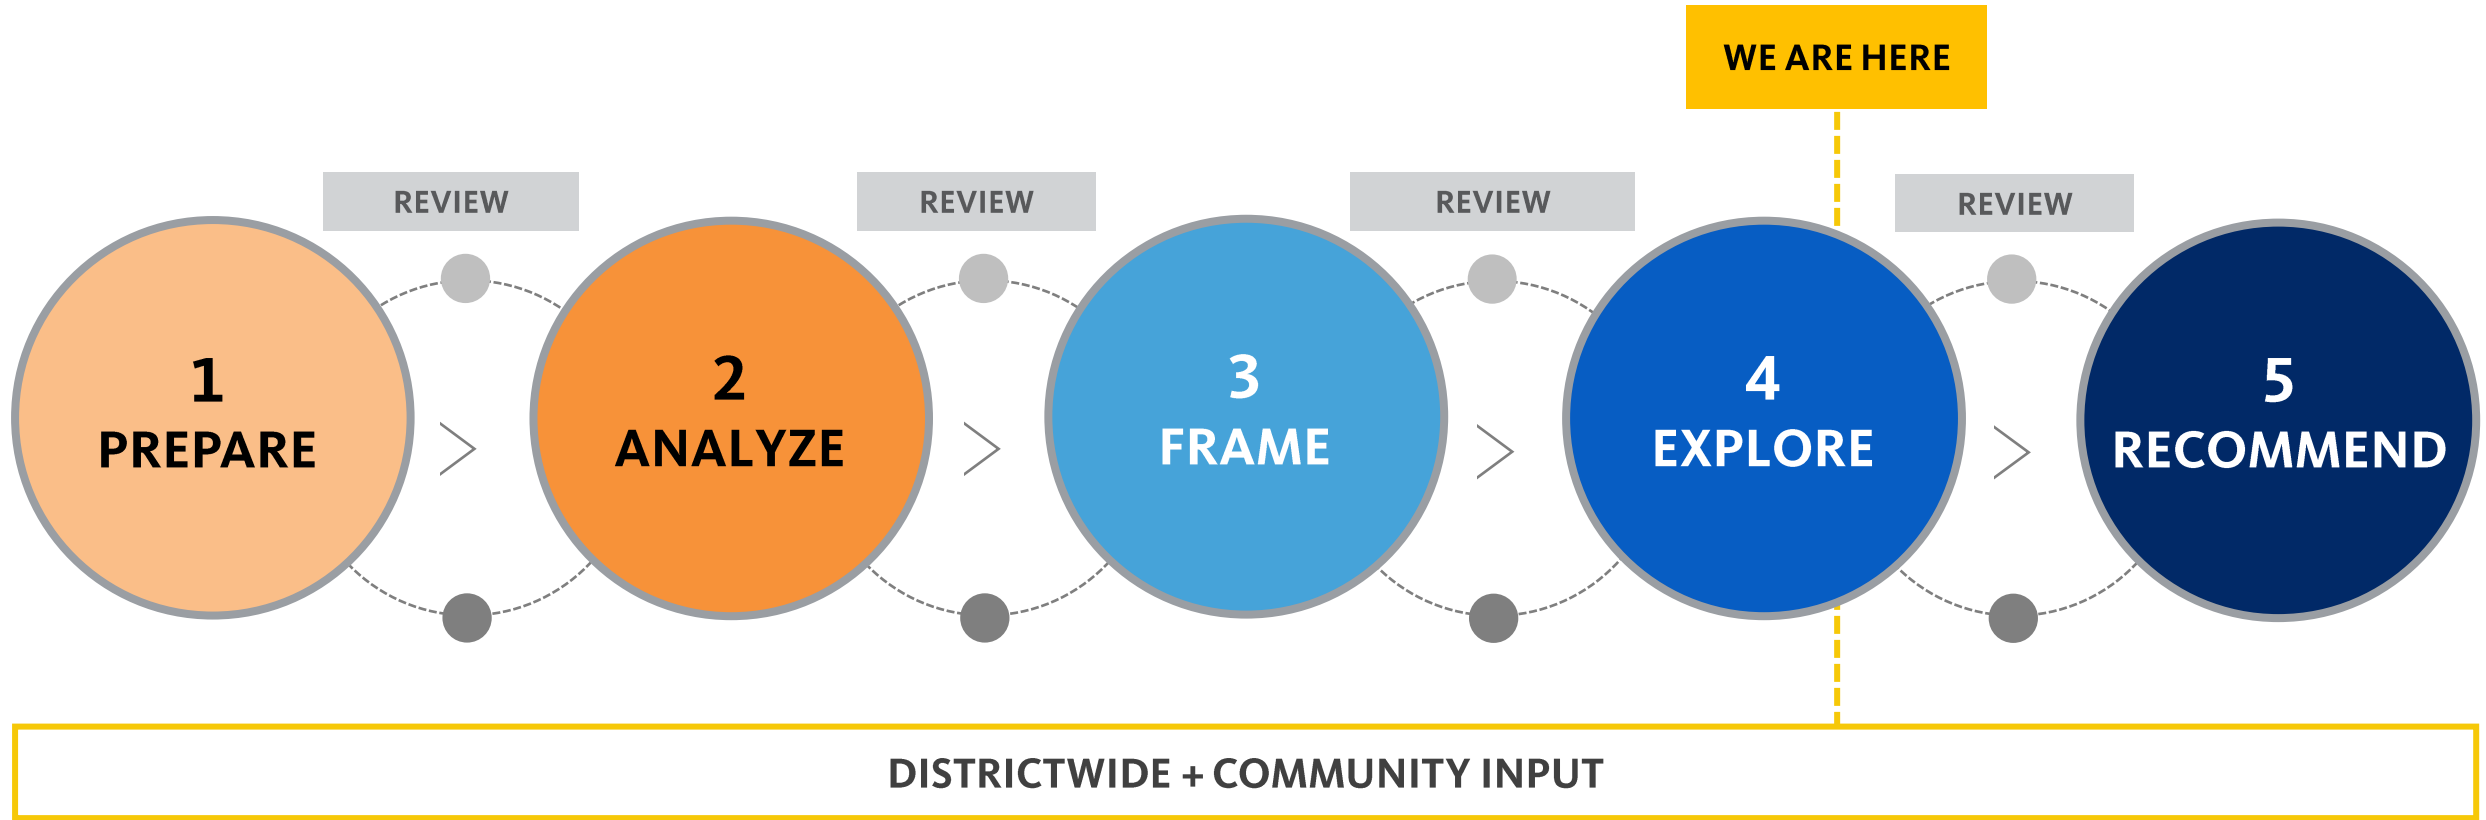 WE ARE HERE
REVIEW
REVIEW
REVIEW
REVIEW
1
PREPARE
2
ANALYZE
3
FRAME
4
EXPLORE
5
RECOMMEND
DISTRICTWIDE + COMMUNITY INPUT